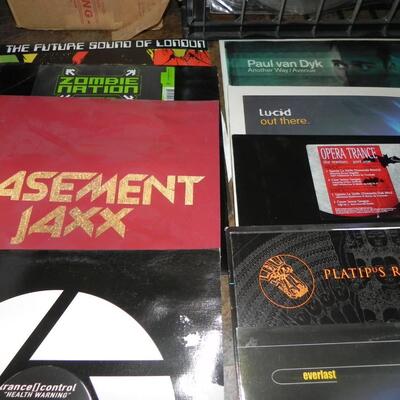 THE FUTURE SOUND OF LONDON
ZOMBIE
NATION
ASEMENT
JAXX
trance[]control
"HEALTH WARNING"
Paul van Dyk
Another Way / Avenue
Lucid
out there.
OPERA TRANCE
PLATIPUS R
everlast